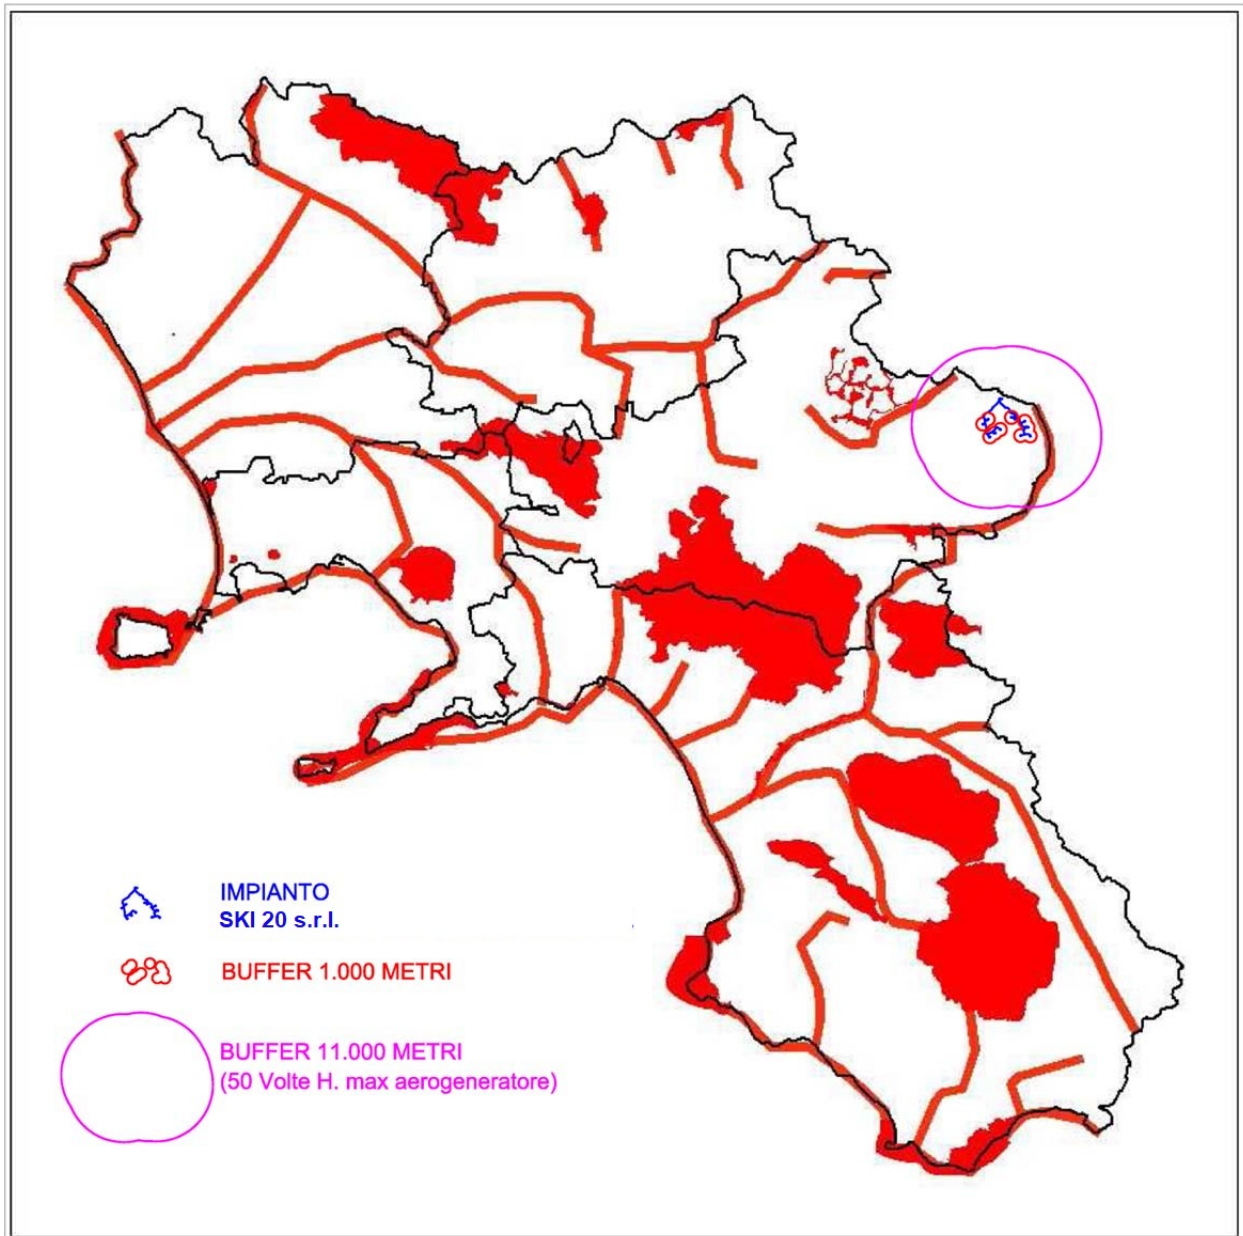 IMPIANTO
SKI 20 s.r.l.
BUFFER 1.000 METRI
BUFFER 11.000 METRI
(50 Volte H. max aerogeneratore)